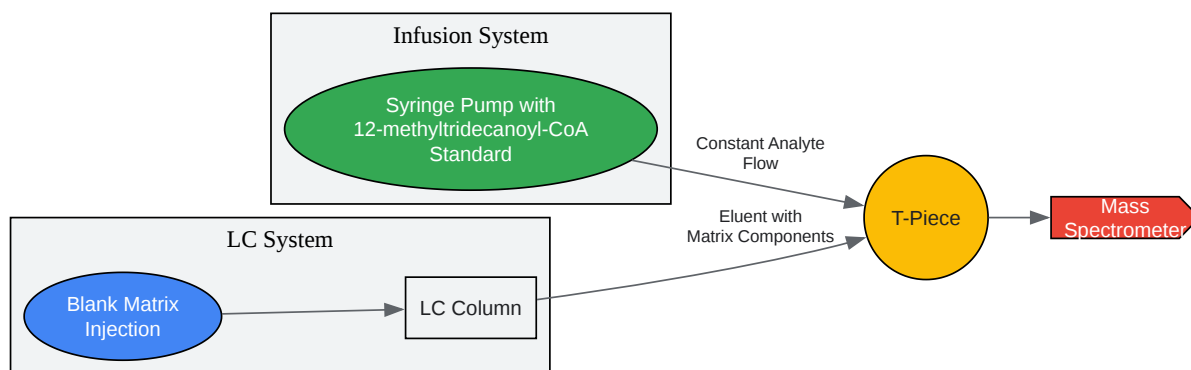 Infusion System
Syringe Pump with
12-methyltridecanoyl-CoA
Standard
Constant Analyte
Flow
LC System
Blank Matrix
Injection
LC Column
Eluent with
Matrix Components
T-Piece
Mass
Spectrometer